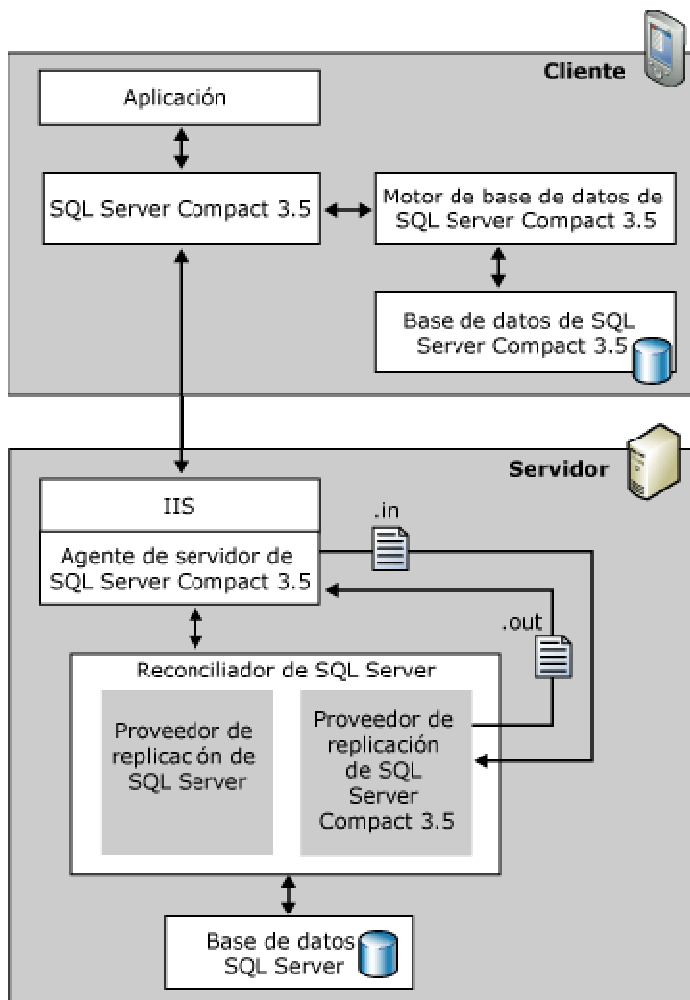 Cliente
Aplicación
SQL Server Compact 3.5
Motor de base de datos de
SQL Server Compact 3.5
Base de datos de SQL
Server Compact 3.5
Servidor
IIS
Agente de servidor de
SQL Server Compact 3.5
.in
.out
Reconciliador de SQL Server
Proveedor de
replicación de
SQL Server
Proveedor de
replicación
de SQL
Server
Compact 3.5
Base de datos
SQL Server